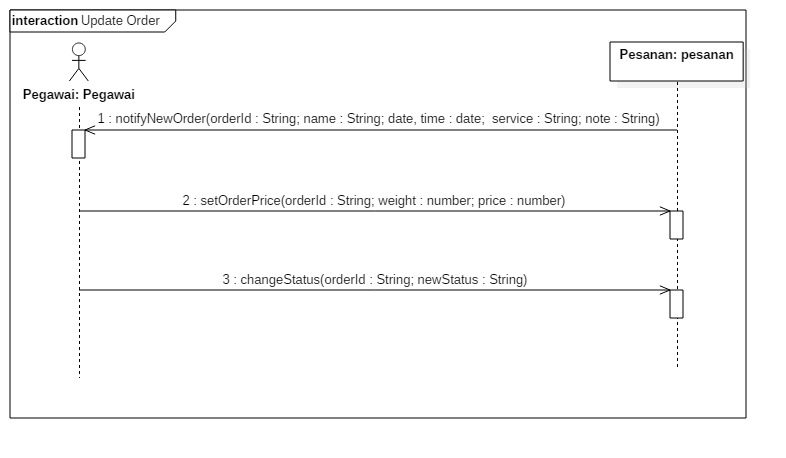 interaction Update Order
Pesanan: pesanan
Pegawai: Pegawai
1 : notifyNewOrder(orderId : String; name : String; date, time : date;  service : String; note : String)
2 : setOrderPrice(orderId : String; weight : number; price : number)
3 : changeStatus(orderId : String; newStatus : String)